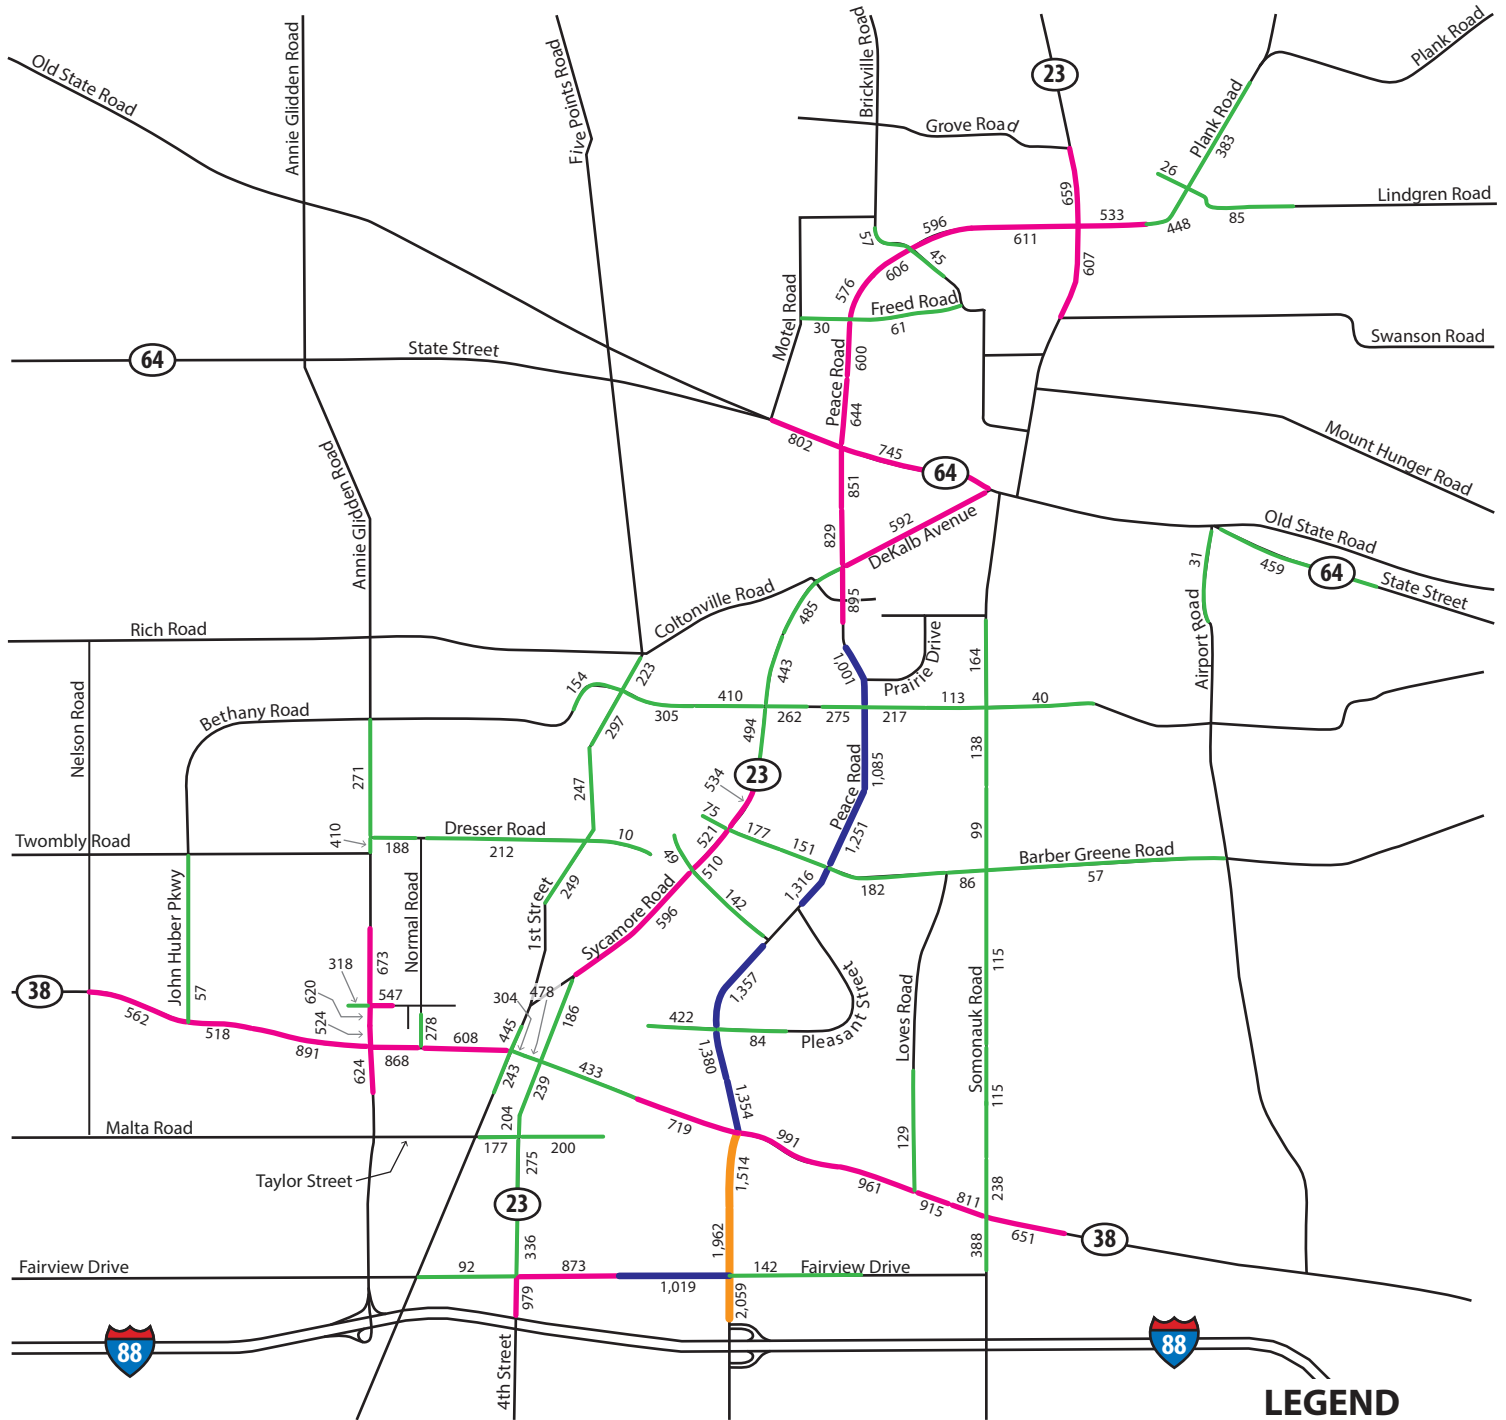 Old State Road
Annie Glidden Road
Five Points Road
Brickville Road
23
Plank Road
Grove Road
Plank Road
383
26
Lindgren Road
659
533
448
85
596
611
57
45
606
607
576
Motel Road
Freed Road
30
61
Swanson Road
64
State Street
Peace Road
600
644
802
745
64
Mount Hunger Road
Annie Glidden Road
851
829
592
DeKalb Avenue
Old State Road
31
459
64
State Street
Annie Glidden Road
Coltonville Road
485
895
Rich Road
Prairie Drive
Airport Road
164
223
443
1,001
154
Nelson Road
Bethany Road
410
305
262
275
217
113
40
297
494
138
271
247
23
534
1,085
Peace Road
75
410
Twombly Road
188
Dresser Road
212
10
521
177
151
1,251
99
Barber Greene Road
57
49
510
142
1,316
182
86
249
John Huber Pkwy
Normal Road
1st Street
Sycamore Road
596
57
673
318
547
620
524
38
562
518
891
868
278
608
304
478
445
186
1,357
Pleasant Street
422
84
Loves Road
Somonauk Road
115
115
624
243
239
433
1,380
1,354
Malta Road
204
719
991
129
177
200
Taylor Street
275
1,514
961
915
811
238
23
651
38
336
1,962
388
Fairview Drive
92
873
1,019
142
Fairview Drive
979
2,059
88
4th Street
88
LEGEND